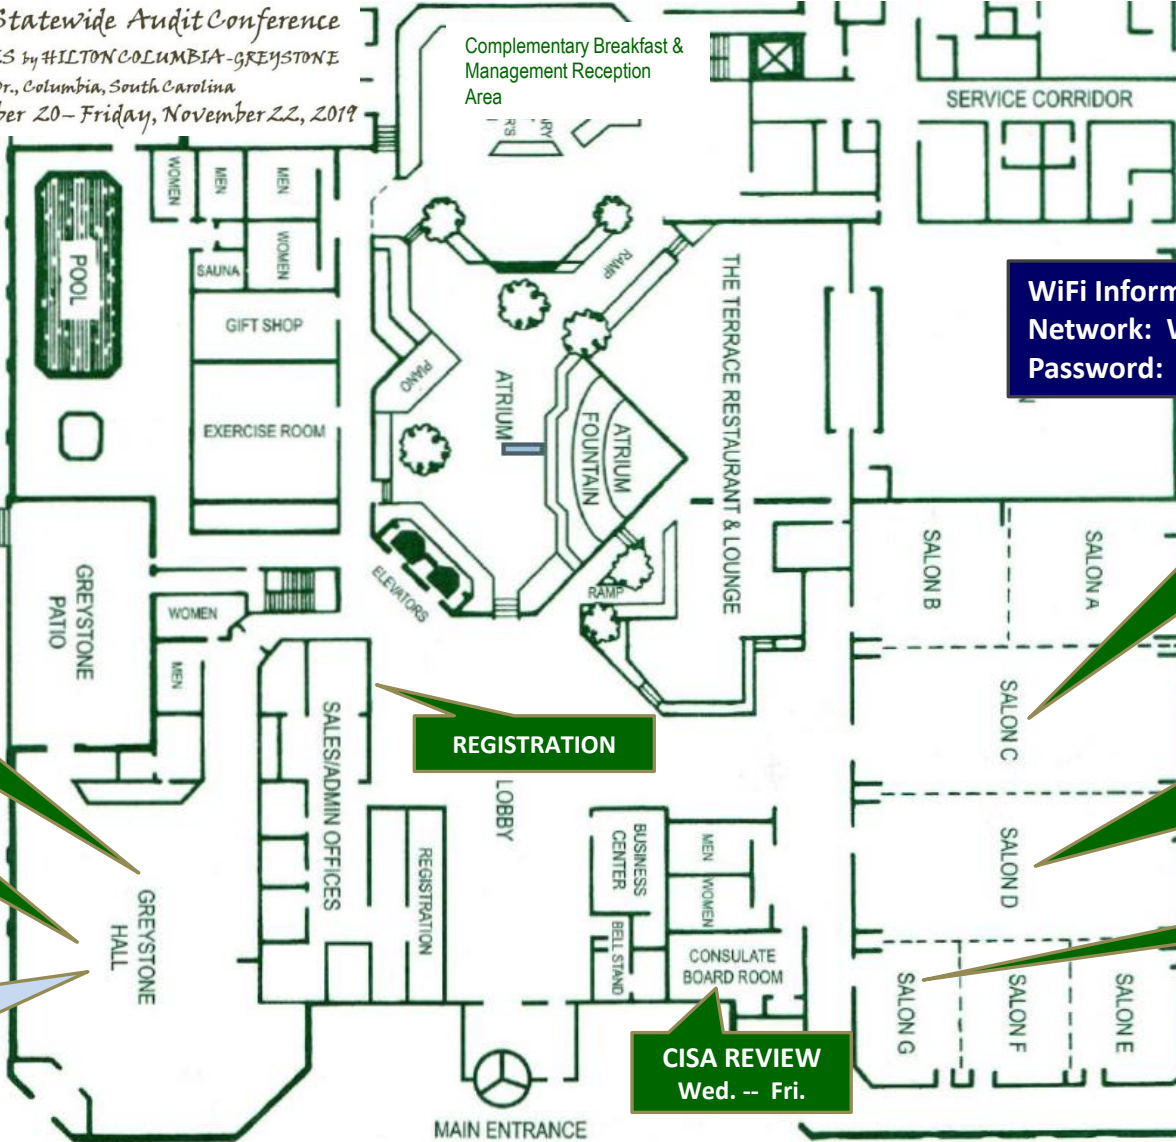 Statewide Audit Conference
by HILTON COLUMBIA-GREYSTONE
Dr., Columbia, South Carolina
20 – Friday, November 22, 2019
Complementary Breakfast &
Management Reception
Area
SERVICE CORRIDOR
WOMEN
MEN
MEN
WOMEN
SAUNA
POOL
GIFT SHOP
EXERCISE ROOM
PIANO
RAMP
ATRIUM
ATRIUM
FOUNTAIN
THE TERRACE RESTAURANT & LOUNGE
WiFi
Network:
Password:
ELEVATORS
RAMP
GREYSTONE
PATIO
WOMEN
MEN
SALON B
SALON A
SALON C
SALON D
SALON G
SALON F
SALON E
REGISTRATION
SALES/ADMIN OFFICES
LOBBY
REGISTRATION
BUSINESS
CENTER
BELL STAND
MEN
WOMEN
CONSULATE
BOARD ROOM
GREYSTONE
HALL
CISA REVIEW
Wed. -- Fri.
MAIN ENTRANCE